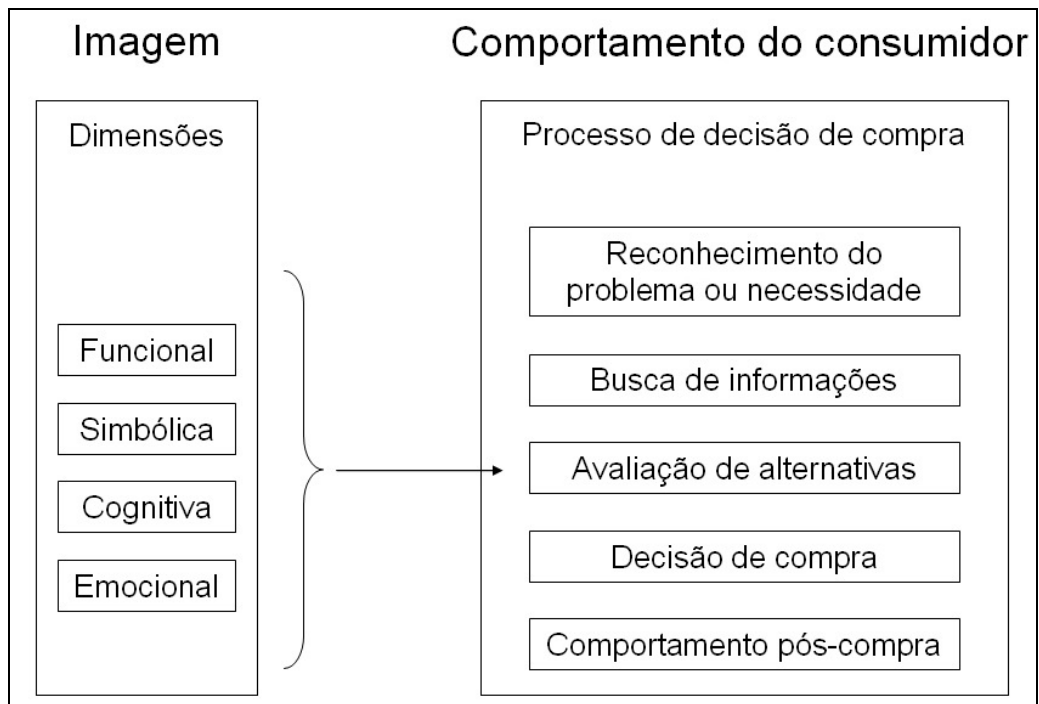 Imagem
Dimensões
Funcional
Simbólica
Cognitiva
Emocional
Comportamento do consumidor
Processo de decisão de compra
Reconhecimento do
problema ou necessidade
Busca de informações
Avaliação de alternativas
Decisão de compra
Comportamento pós-compra